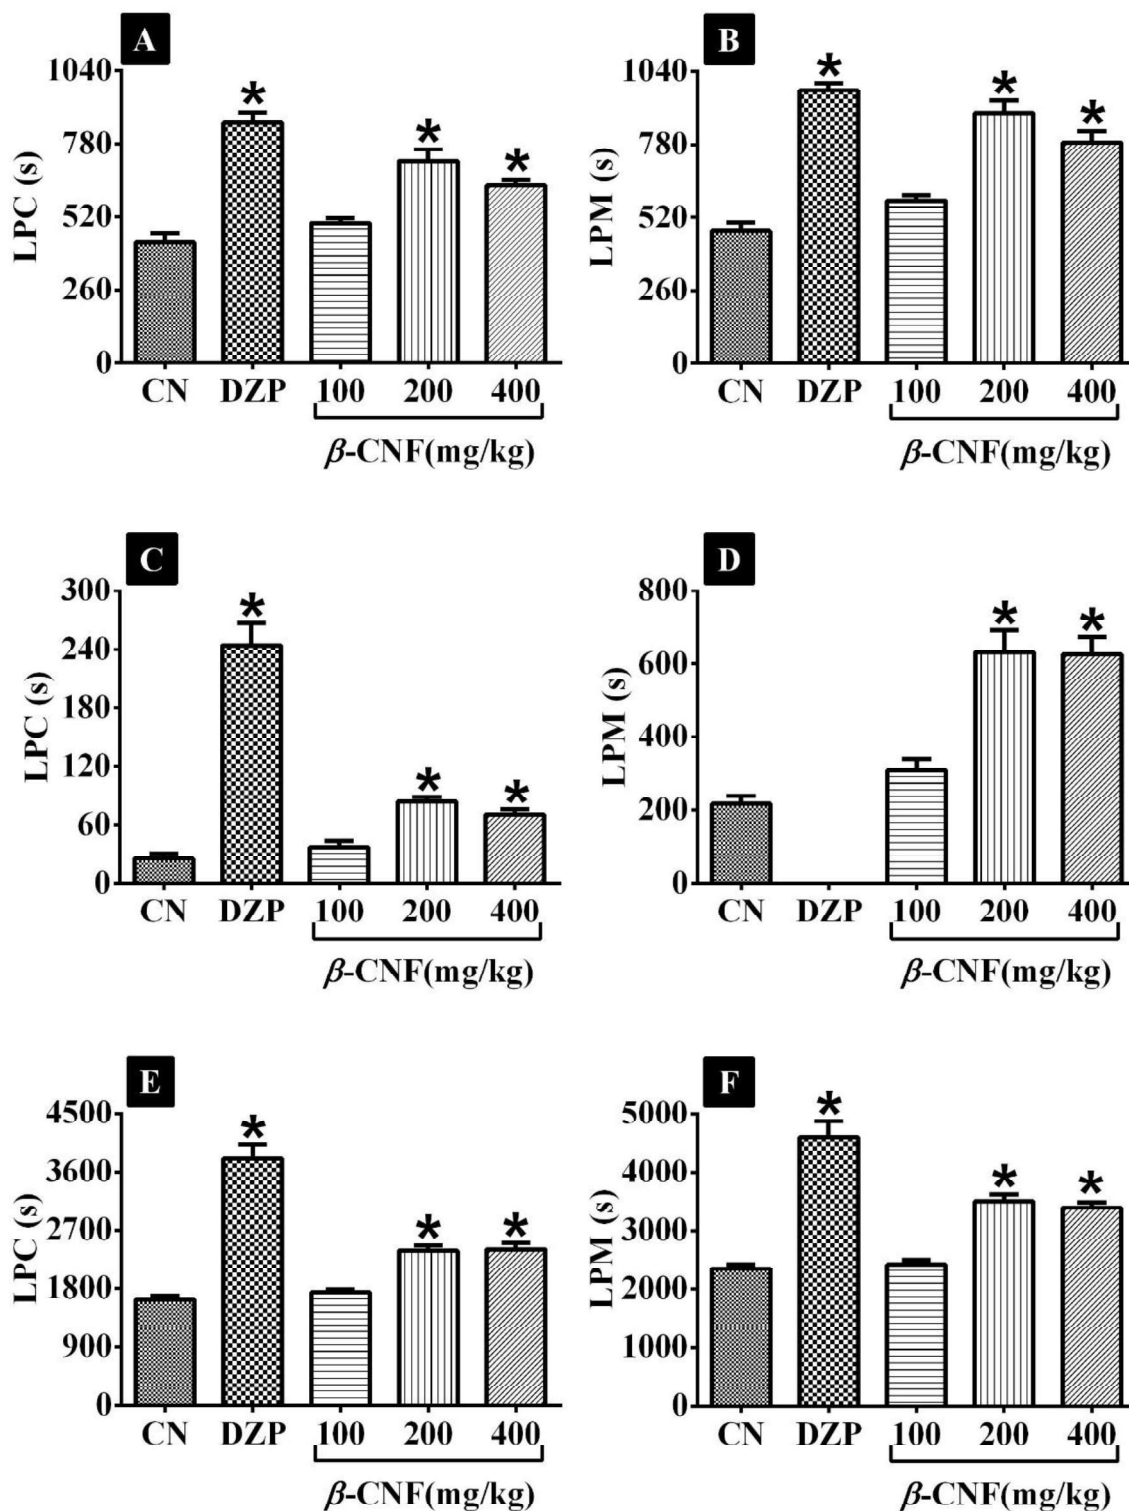 A
1040
780
520
260
0
LPC (s)
* * *
CN DZP 100 200 400
β-CNF(mg/kg)
B
1040
780
520
260
0
LPM (s)
* * *
CN DZP 100 200 400
β-CNF(mg/kg)
C
300
240
180
120
60
0
LPC (s)
* * *
CN DZP 100 200 400
β-CNF(mg/kg)
D
800
600
400
200
0
LPM (s)
* *
CN DZP 100 200 400
β-CNF(mg/kg)
E
4500
3600
2700
1800
900
0
LPC (s)
* * *
CN DZP 100 200 400
β-CNF(mg/kg)
F
5000
4000
3000
2000
1000
0
LPM (s)
* * *
CN DZP 100 200 400
β-CNF(mg/kg)